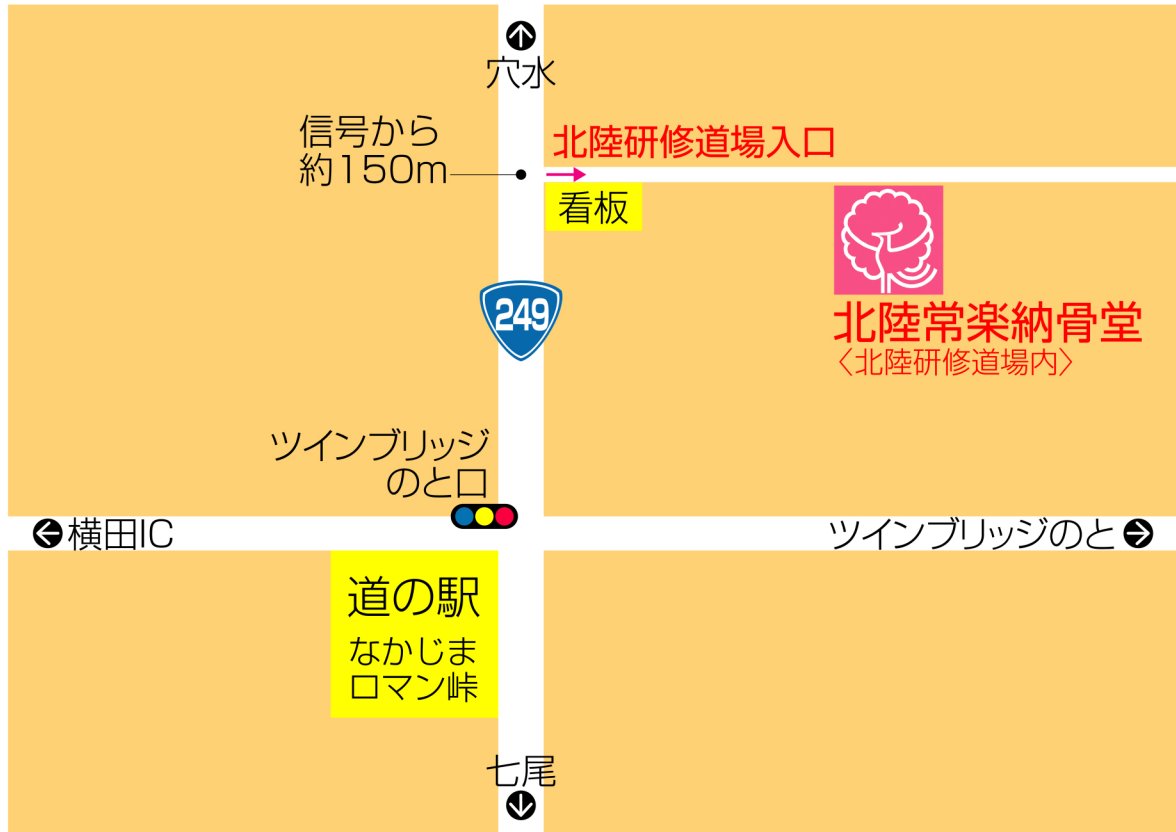 穴水
信号から
約150m
北陸研修道場入口
看板
249
北陸常楽納骨堂
〈北陸研修道場内〉
ツインブリッジ
のと口
横田IC
ツインブリッジのと
道の駅
なかじま
ロマン峠
七尾